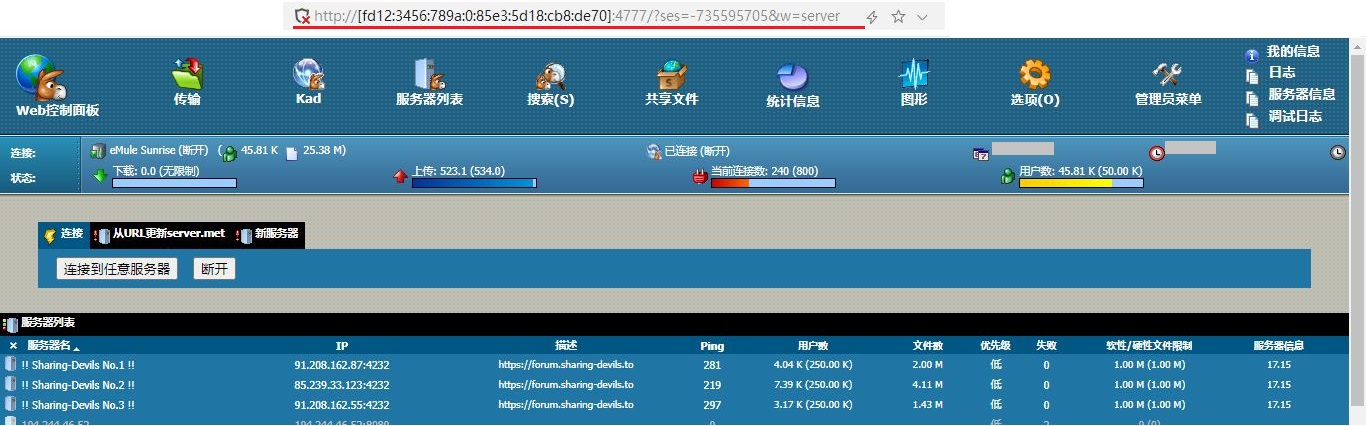 http://[fd12:3456:789a:0:85e3:5d18:cb8:de70]:4777/?ses=-735595705&w=server
Web控制面板
传输
Kad
服务器列表
搜索(S)
共享文件
统计信息
图形
选项(O)
管理员菜单
我的信息
日志
服务器信息
调试日志
连接: eMule Sunrise (断开) ( 45.81 K 25.38 M) 已连接 (断开)
状态: 下载: 0.0 (无限制) 上传: 523.1 (534.0) 当前连接数: 240 (800) 用户数: 45.81 K (50.00 K)
连接 从URL更新server.met 新服务器
连接到任意服务器 断开
服务器列表
服务器名 IP 描述 Ping 用户数 文件数 优先级 失败 软性/硬性文件限制 服务器信息
!! Sharing-Devils No.1 !! 91.208.162.87:4232 https://forum.sharing-devils.to 281 4.04 K (250.00 K) 2.00 M 低 0 1.00 M (1.00 M) 17.15
!! Sharing-Devils No.2 !! 85.239.33.123:4232 https://forum.sharing-devils.to 219 7.39 K (250.00 K) 4.11 M 低 0 1.00 M (1.00 M) 17.15
!! Sharing-Devils No.3 !! 91.208.162.55:4232 https://forum.sharing-devils.to 297 3.17 K (250.00 K) 1.43 M 低 0 1.00 M (1.00 M) 17.15